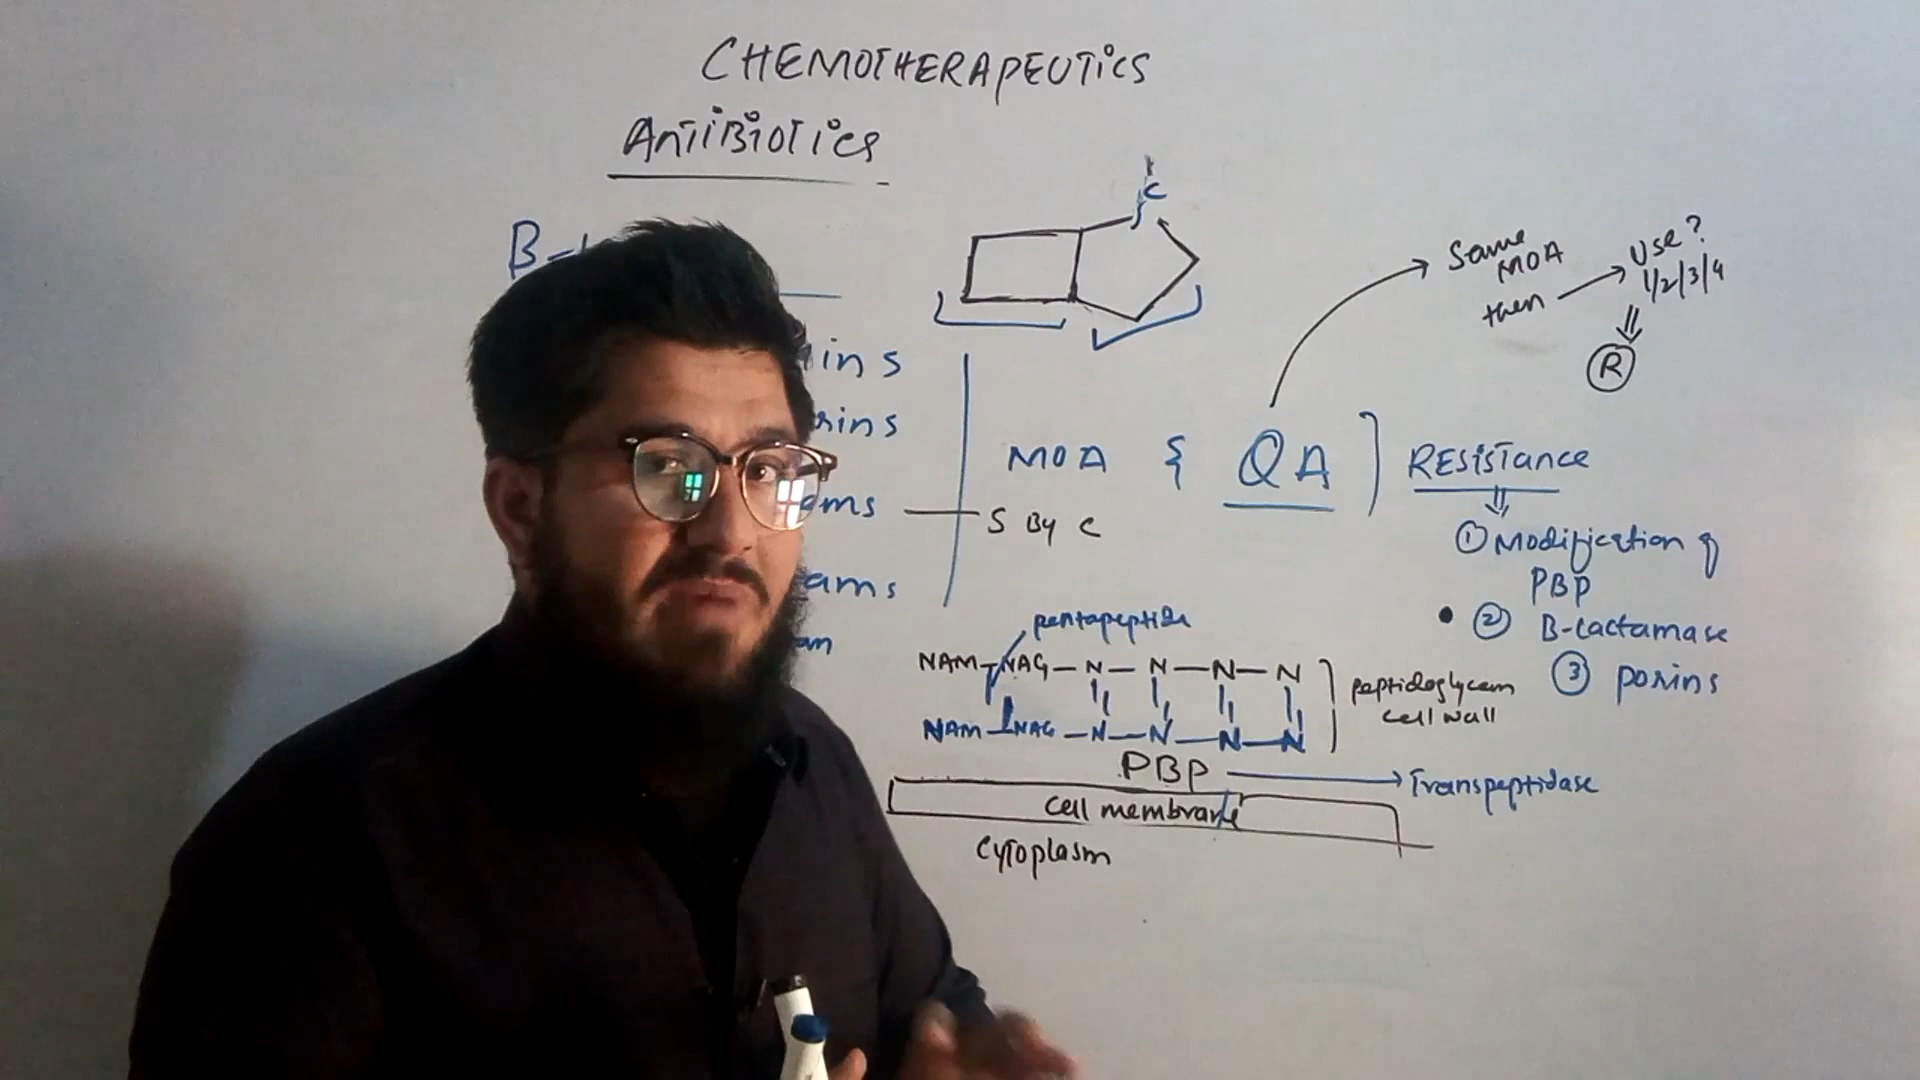 CHEMOTHERAPEUTICS
ANTIBIOTICS
B-
C
Same MOA
then
Use?
1/2/3/4
R
ins
rins
ams
S By C
ams
am
MOA & QA ) RESISTANCE
① Modification of
PBP
② B-Lactamase
③ porins
pentapeptide
NAM-NAG-N-N-N-N
NAM-NAG-N-N-N-N
peptidoglycan
cell wall
PBP
Transpeptidase
Cell membrane
Cytoplasm